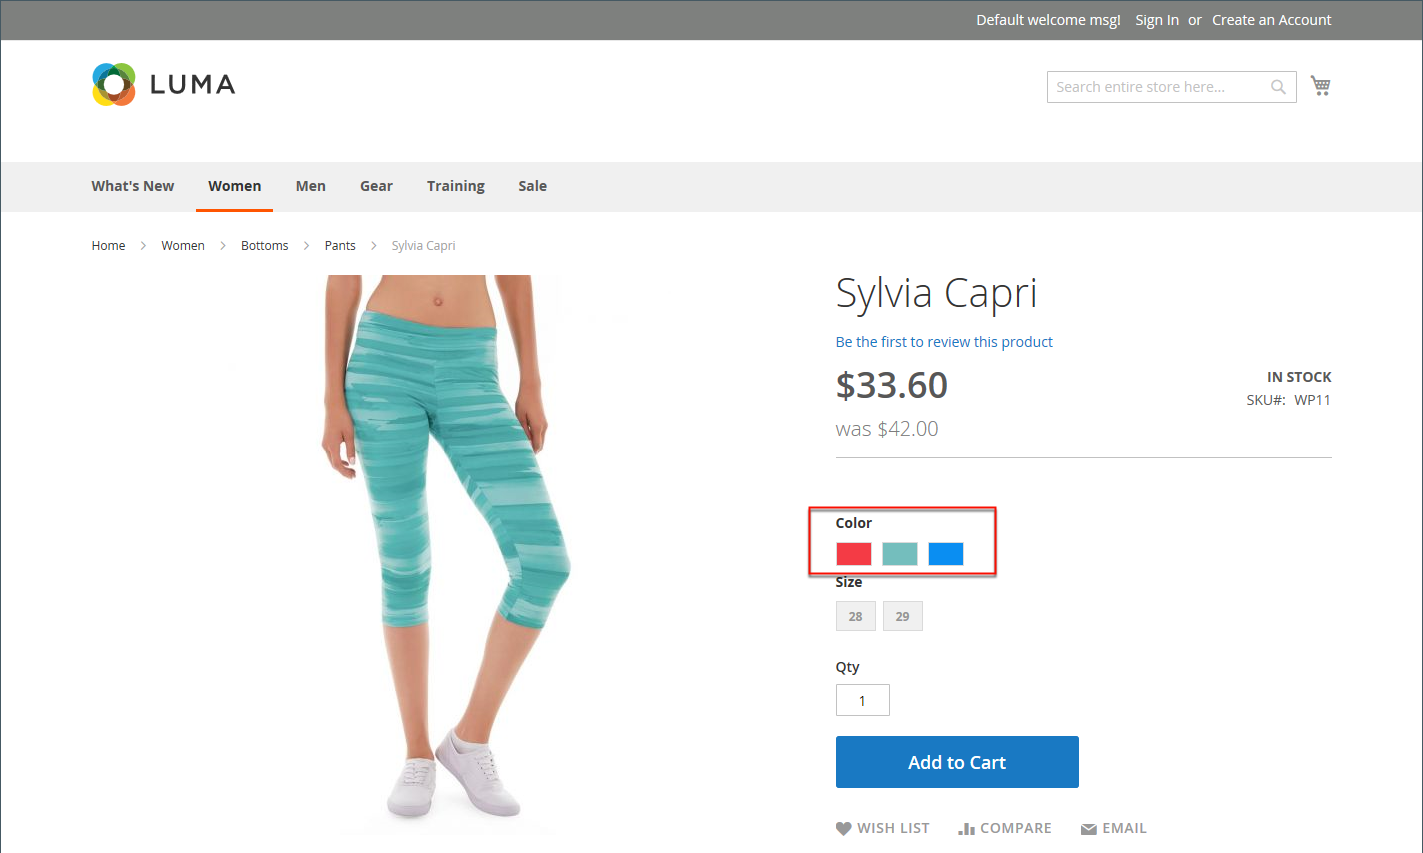 Default welcome msg! Sign In or Create an Account
LUMA
Search entire store here...
What's New Women Men Gear Training Sale
Home Women Bottoms Pants Sylvia Capri
Sylvia Capri
Be the first to review this product
$33.60
IN STOCK
SKU#: WP11
was $42.00
Color
Size
28 29
Qty
1
Add to Cart
WISH LIST COMPARE EMAIL